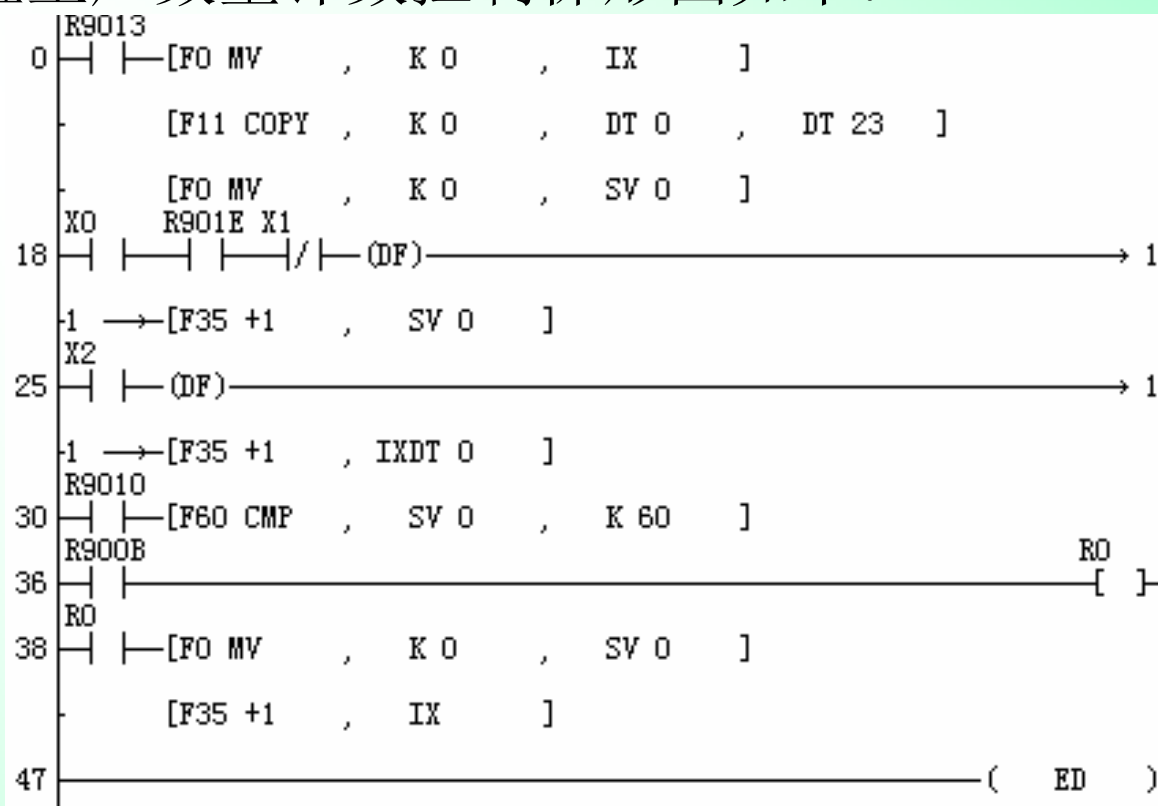 R9013
0 [F0 MV , K 0 , IX ]
[F11 COPY , K 0 , DT 0 , DT 23 ]
[F0 MV , K 0 , SV 0 ]
X0 R901E X1
18 (DF) 1
1 [F35 +1 , SV 0 ]
X2
25 (DF) 1
1 [F35 +1 , IXDT 0 ]
R9010
30 [F60 CMP , SV 0 , K 60 ]
R900B R0
36 [ ]
R0
38 [F0 MV , K 0 , SV 0 ]
[F35 +1 , IX ]
47 ( ED )